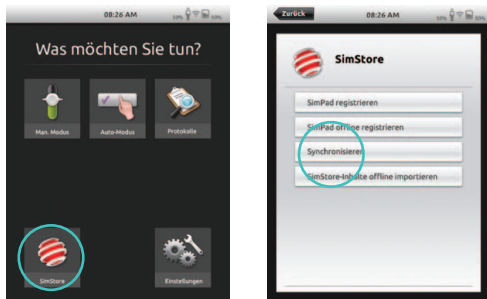 08:26 AM
Was möchten Sie tun?
Man. Modus
Auto-Modus
Protokolle
SimStore
Einstellungen
Zurück
08:26 AM
SimStore
SimPad registrieren
SimPad offline registrieren
Synchronisieren
SimStore-Inhalte offline importieren